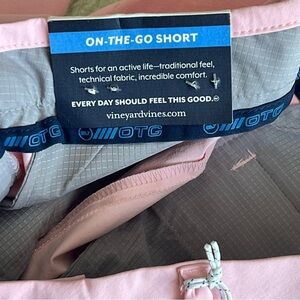 ON-THE-GO SHORT
Shorts for an active life—traditional feel,
technical fabric, incredible comfort.
EVERY DAY SHOULD FEEL THIS GOOD.
vineyardvines.com
OTG
OTG